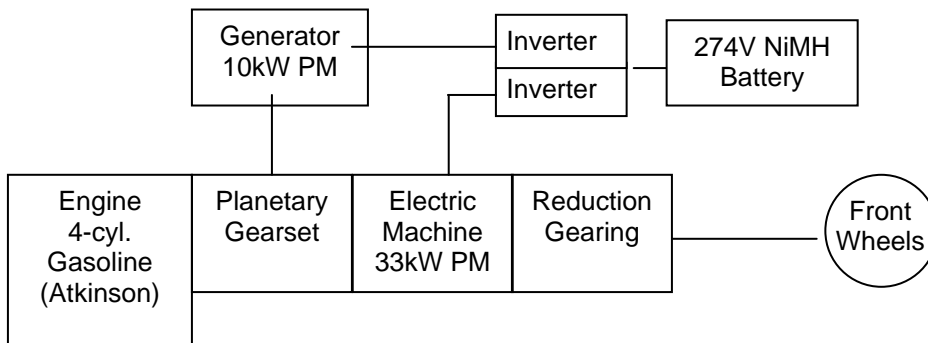 Generator
10kW PM
Inverter
Inverter
274V NiMH
Battery
Engine
4-cyl.
Gasoline
(Atkinson)
Planetary
Gearset
Electric
Machine
33kW PM
Reduction
Gearing
Front
Wheels